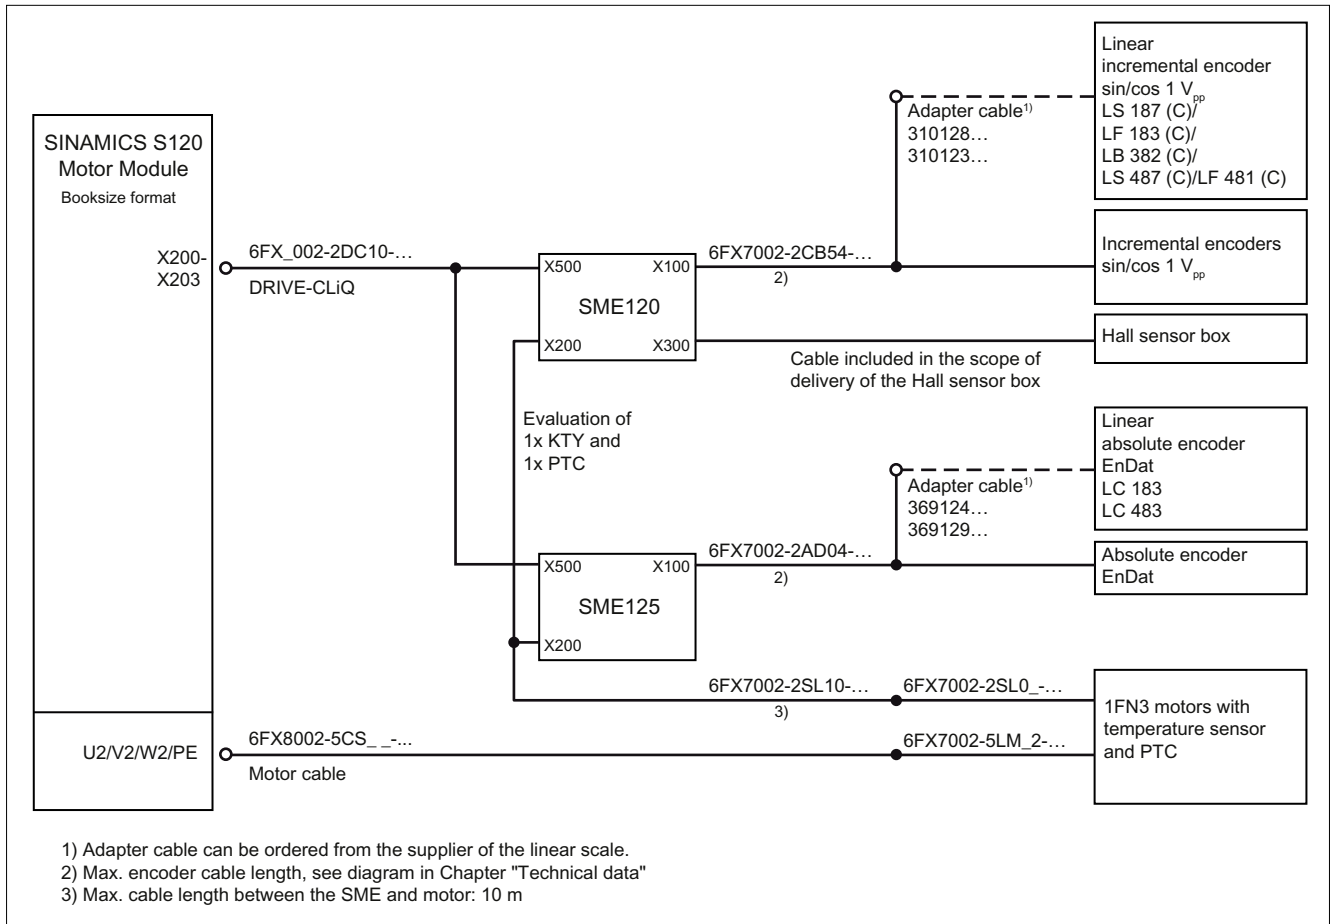 SINAMICS S120
Motor Module
Booksize format
X200-
X203
6FX_002-2DC10-…
DRIVE-CLiQ
U2/V2/W2/PE
6FX8002-5CS_ _-...
Motor cable
X500
X100
SME120
X200
X300
6FX7002-2CB54-…
2)
Adapter cable1)
310128…
310123…
Linear
incremental encoder
sin/cos 1 Vpp
LS 187 (C)/
LF 183 (C)/
LB 382 (C)/
LS 487 (C)/LF 481 (C)
Incremental encoders
sin/cos 1 Vpp
Hall sensor box
Cable included in the scope of
delivery of the Hall sensor box
Evaluation of
1x KTY and
1x PTC
X500
X100
SME125
X200
6FX7002-2AD04-…
2)
Adapter cable1)
369124…
369129…
Linear
absolute encoder
EnDat
LC 183
LC 483
Absolute encoder
EnDat
6FX7002-2SL10-…
3)
6FX7002-2SL0_-…
6FX7002-5LM_2-…
1FN3 motors with
temperature sensor
and PTC
1) Adapter cable can be ordered from the supplier of the linear scale.
2) Max. encoder cable length, see diagram in Chapter "Technical data"
3) Max. cable length between the SME and motor: 10 m